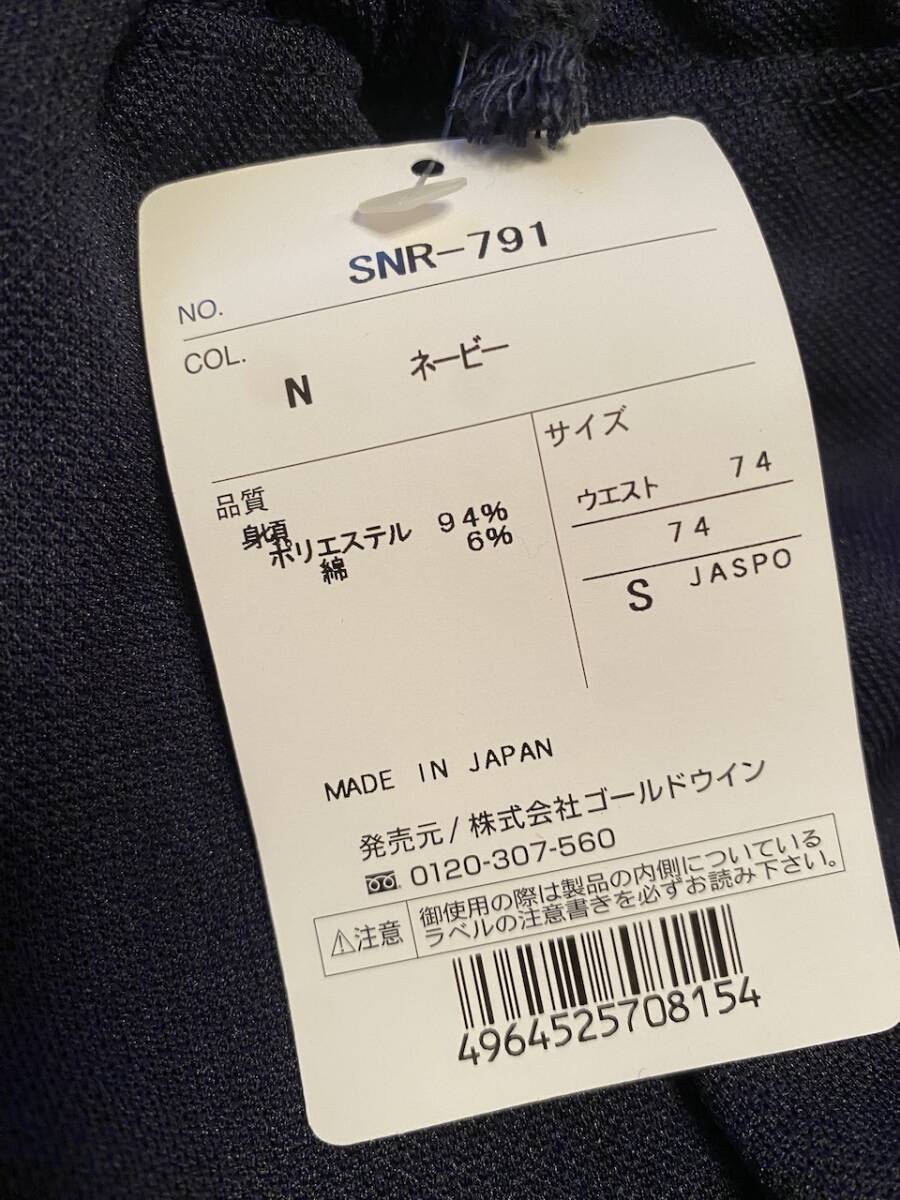 NO. SNR-791
COL.
N ネービー
品質
身頃
ポリエステル 94%
綿 6%
サイズ
ウエスト 74
74
S JASPO
MADE IN JAPAN
発売元/株式会社ゴールドウイン
0120-307-560
⚠注意
御使用の際は製品の内側についている
ラベルの注意書きを必ずお読み下さい。
4964525708154